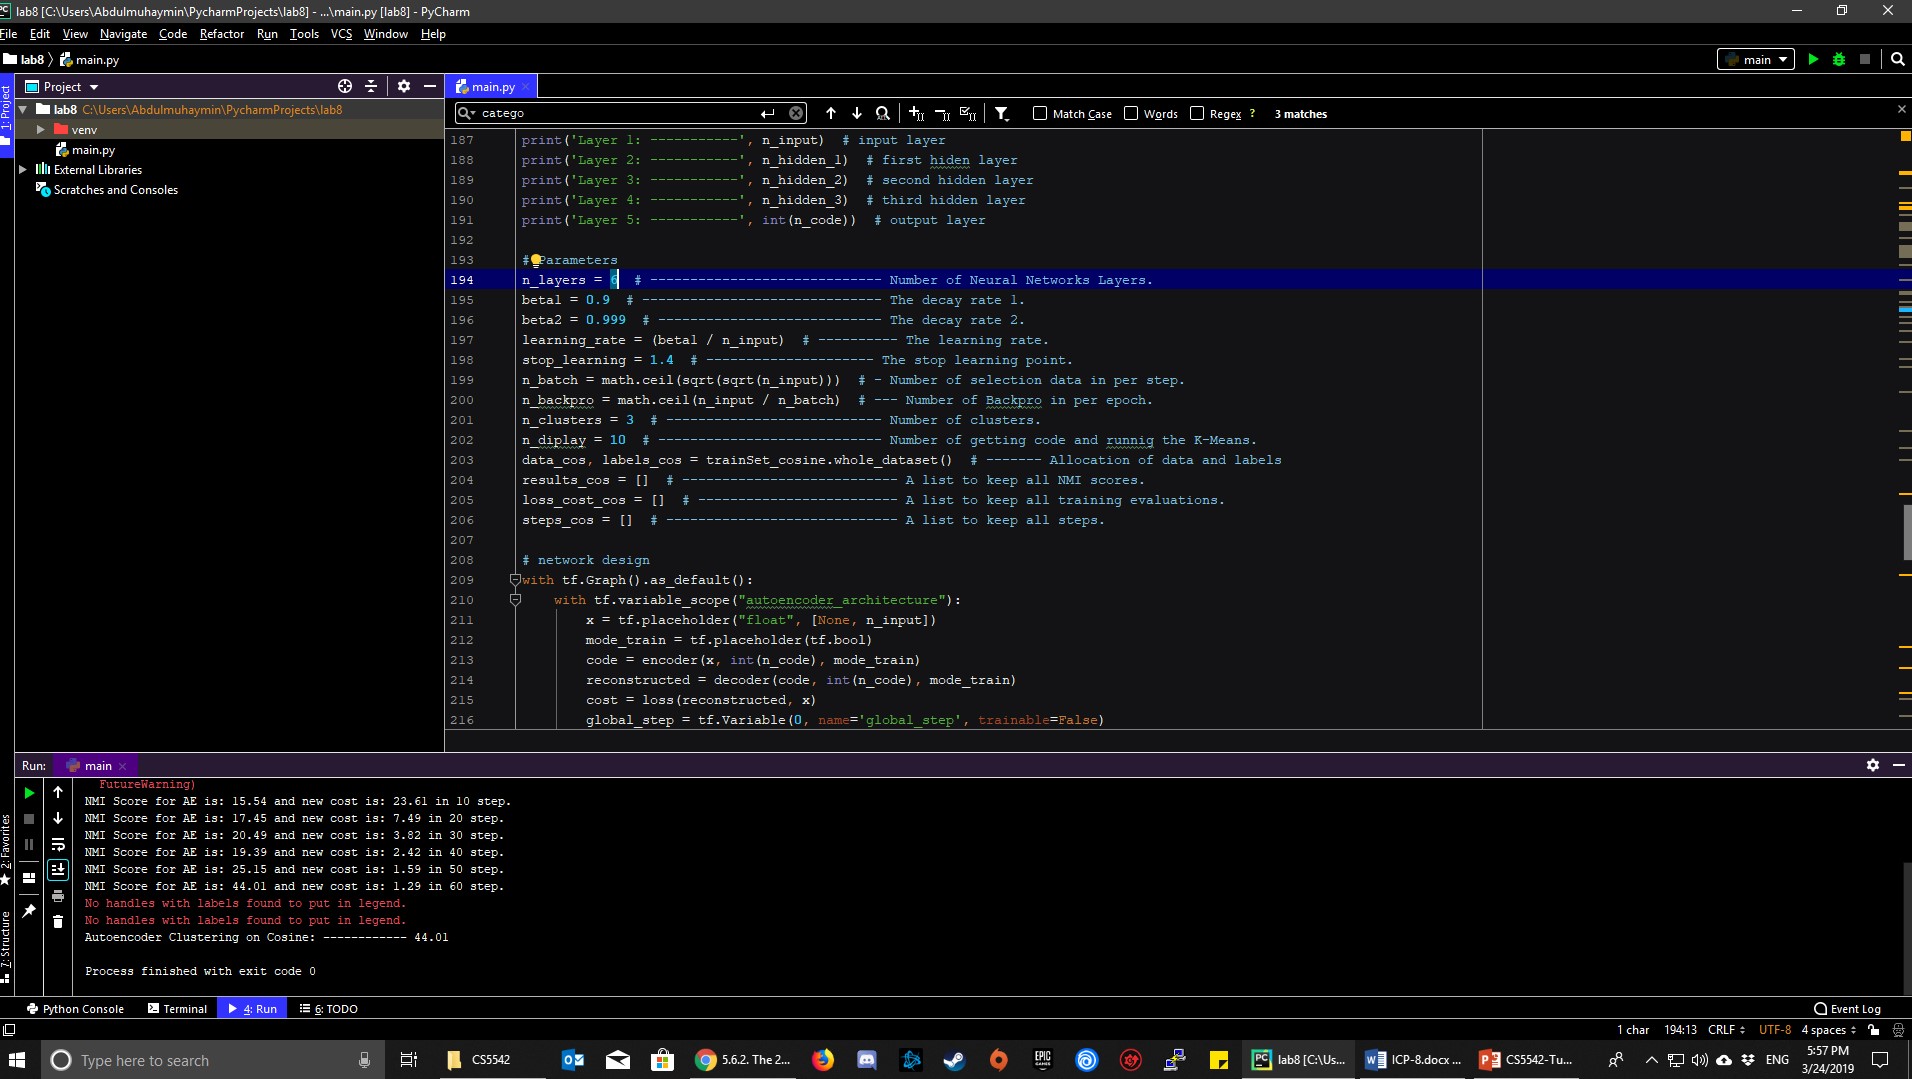 lab8 [C:\Users\Abdulmuhaymin\PycharmProjects\lab8] - ...\main.py [lab8] - PyCharm
File Edit View Navigate Code Refactor Run Tools VCS Window Help
lab8 main.py
main
Project
main.py
1: Project
lab8 C:\Users\Abdulmuhaymin\PycharmProjects\lab8
venv
main.py
External Libraries
Scratches and Consoles
catego
Match Case Words Regex ? 3 matches
187 print('Layer 1: -----------', n_input)  # input layer
188 print('Layer 2: -----------', n_hidden_1)  # first hiden layer
189 print('Layer 3: -----------', n_hidden_2)  # second hidden layer
190 print('Layer 4: -----------', n_hidden_3)  # third hidden layer
191 print('Layer 5: -----------', int(n_code))  # output layer
192
193 # Parameters
194 n_layers = 6  # ----------------------------- Number of Neural Networks Layers.
195 beta1 = 0.9  # ------------------------------ The decay rate 1.
196 beta2 = 0.999  # ---------------------------- The decay rate 2.
197 learning_rate = (beta1 / n_input)  # ---------- The learning rate.
198 stop_learning = 1.4  # --------------------- The stop learning point.
199 n_batch = math.ceil(sqrt(sqrt(n_input)))  # - Number of selection data in per step.
200 n_backpro = math.ceil(n_input / n_batch)  # --- Number of Backpro in per epoch.
201 n_clusters = 3  # --------------------------- Number of clusters.
202 n_diplay = 10  # ---------------------------- Number of getting code and runnig the K-Means.
203 data_cos, labels_cos = trainSet_cosine.whole_dataset()  # ------- Allocation of data and labels
204 results_cos = []  # --------------------------- A list to keep all NMI scores.
205 loss_cost_cos = []  # ------------------------- A list to keep all training evaluations.
206 steps_cos = []  # ----------------------------- A list to keep all steps.
207
208 # network design
209 with tf.Graph().as_default():
210 with tf.variable_scope("autoencoder_architecture"):
211 x = tf.placeholder("float", [None, n_input])
212 mode_train = tf.placeholder(tf.bool)
213 code = encoder(x, int(n_code), mode_train)
214 reconstructed = decoder(code, int(n_code), mode_train)
215 cost = loss(reconstructed, x)
216 global_step = tf.Variable(0, name='global_step', trainable=False)
Run: main
2: Favorites
7: Structure
FutureWarning)
NMI Score for AE is: 15.54 and new cost is: 23.61 in 10 step.
NMI Score for AE is: 17.45 and new cost is: 7.49 in 20 step.
NMI Score for AE is: 20.49 and new cost is: 3.82 in 30 step.
NMI Score for AE is: 19.39 and new cost is: 2.42 in 40 step.
NMI Score for AE is: 25.15 and new cost is: 1.59 in 50 step.
NMI Score for AE is: 44.01 and new cost is: 1.29 in 60 step.
No handles with labels found to put in legend.
No handles with labels found to put in legend.
Autoencoder Clustering on Cosine: ------------ 44.01
Process finished with exit code 0
Python Console Terminal 4: Run 6: TODO Event Log
1 char 194:13 CRLF UTF-8 4 spaces
Type here to search CS5542 5.6.2. The 2... EPIC GAMES lab8 [C:\Us... ICP-8.docx ... CS5542-Tu... ENG 5:57 PM
3/24/2019